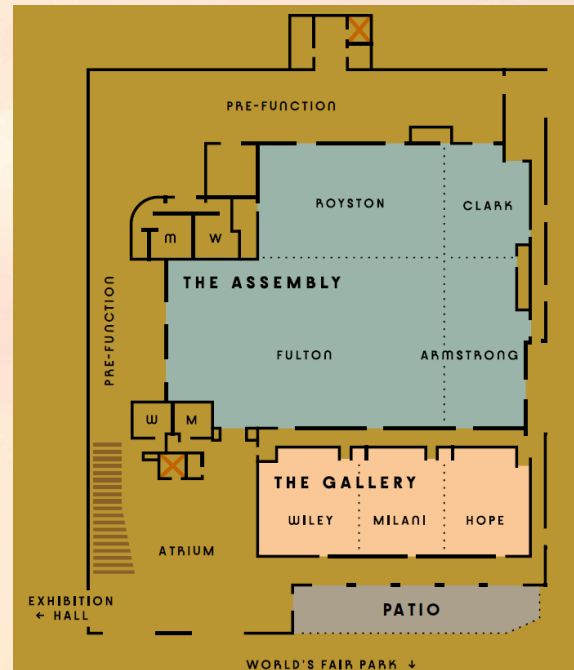 PRE-FUNCTION
ROYSTON
CLARK
M
W
THE ASSEMBLY
PRE-FUNCTION
FULTON
ARMSTRONG
W
M
THE GALLERY
WILEY
MILANI
HOPE
ATRIUM
EXHIBITION
← HALL
PATIO
WORLD'S FAIR PARK ↓